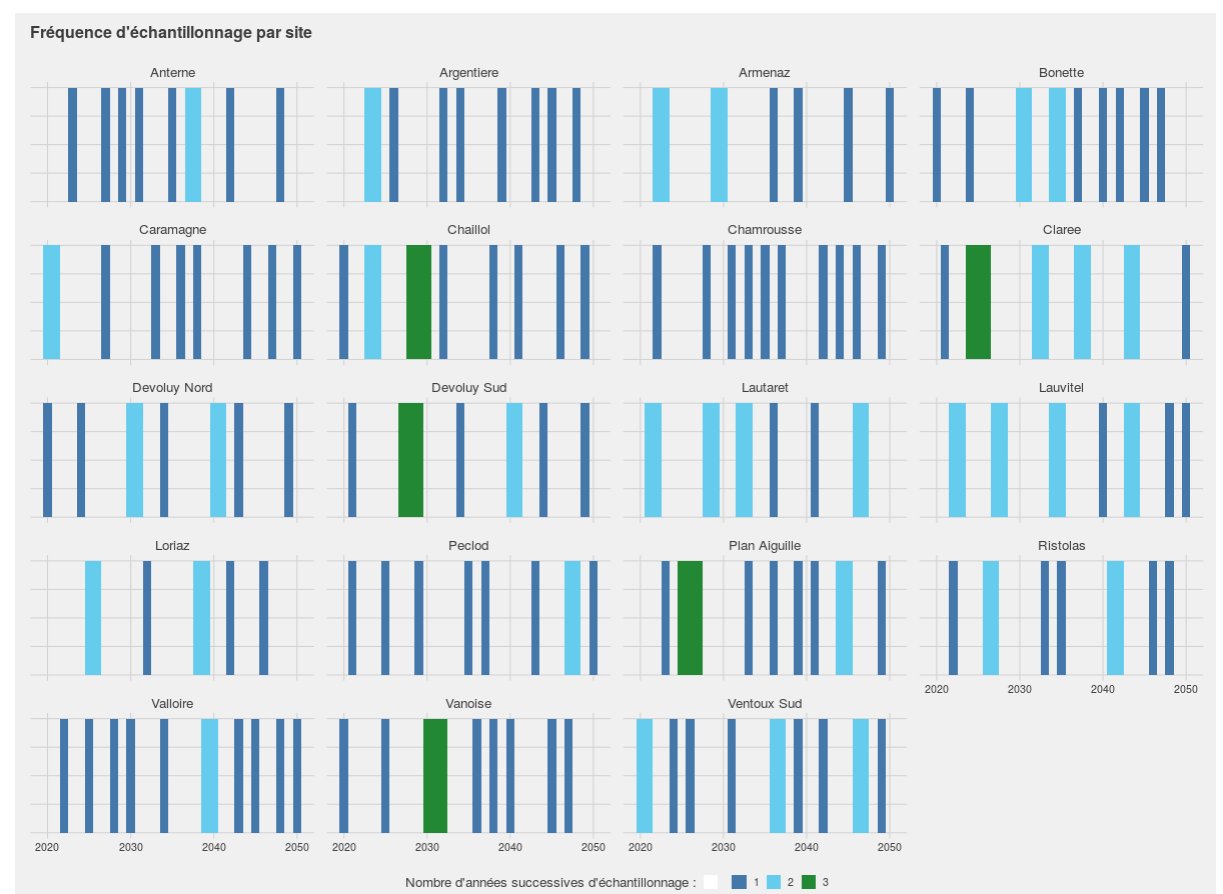 Fréquence d'échantillonnage par site
Anterne Argentiere Armenaz Bonette
Caramagne Chaillol Chamrousse Claree
Devoluy Nord Devoluy Sud Lautaret Lauvitel
Loriaz Peclod Plan Aiguille Ristolas
2020 2030 2040 2050
Valloire Vanoise Ventoux Sud
2020 2030 2040 2050 2020 2030 2040 2050 2020 2030 2040 2050
Nombre d'années successives d'échantillonnage : 1 2 3